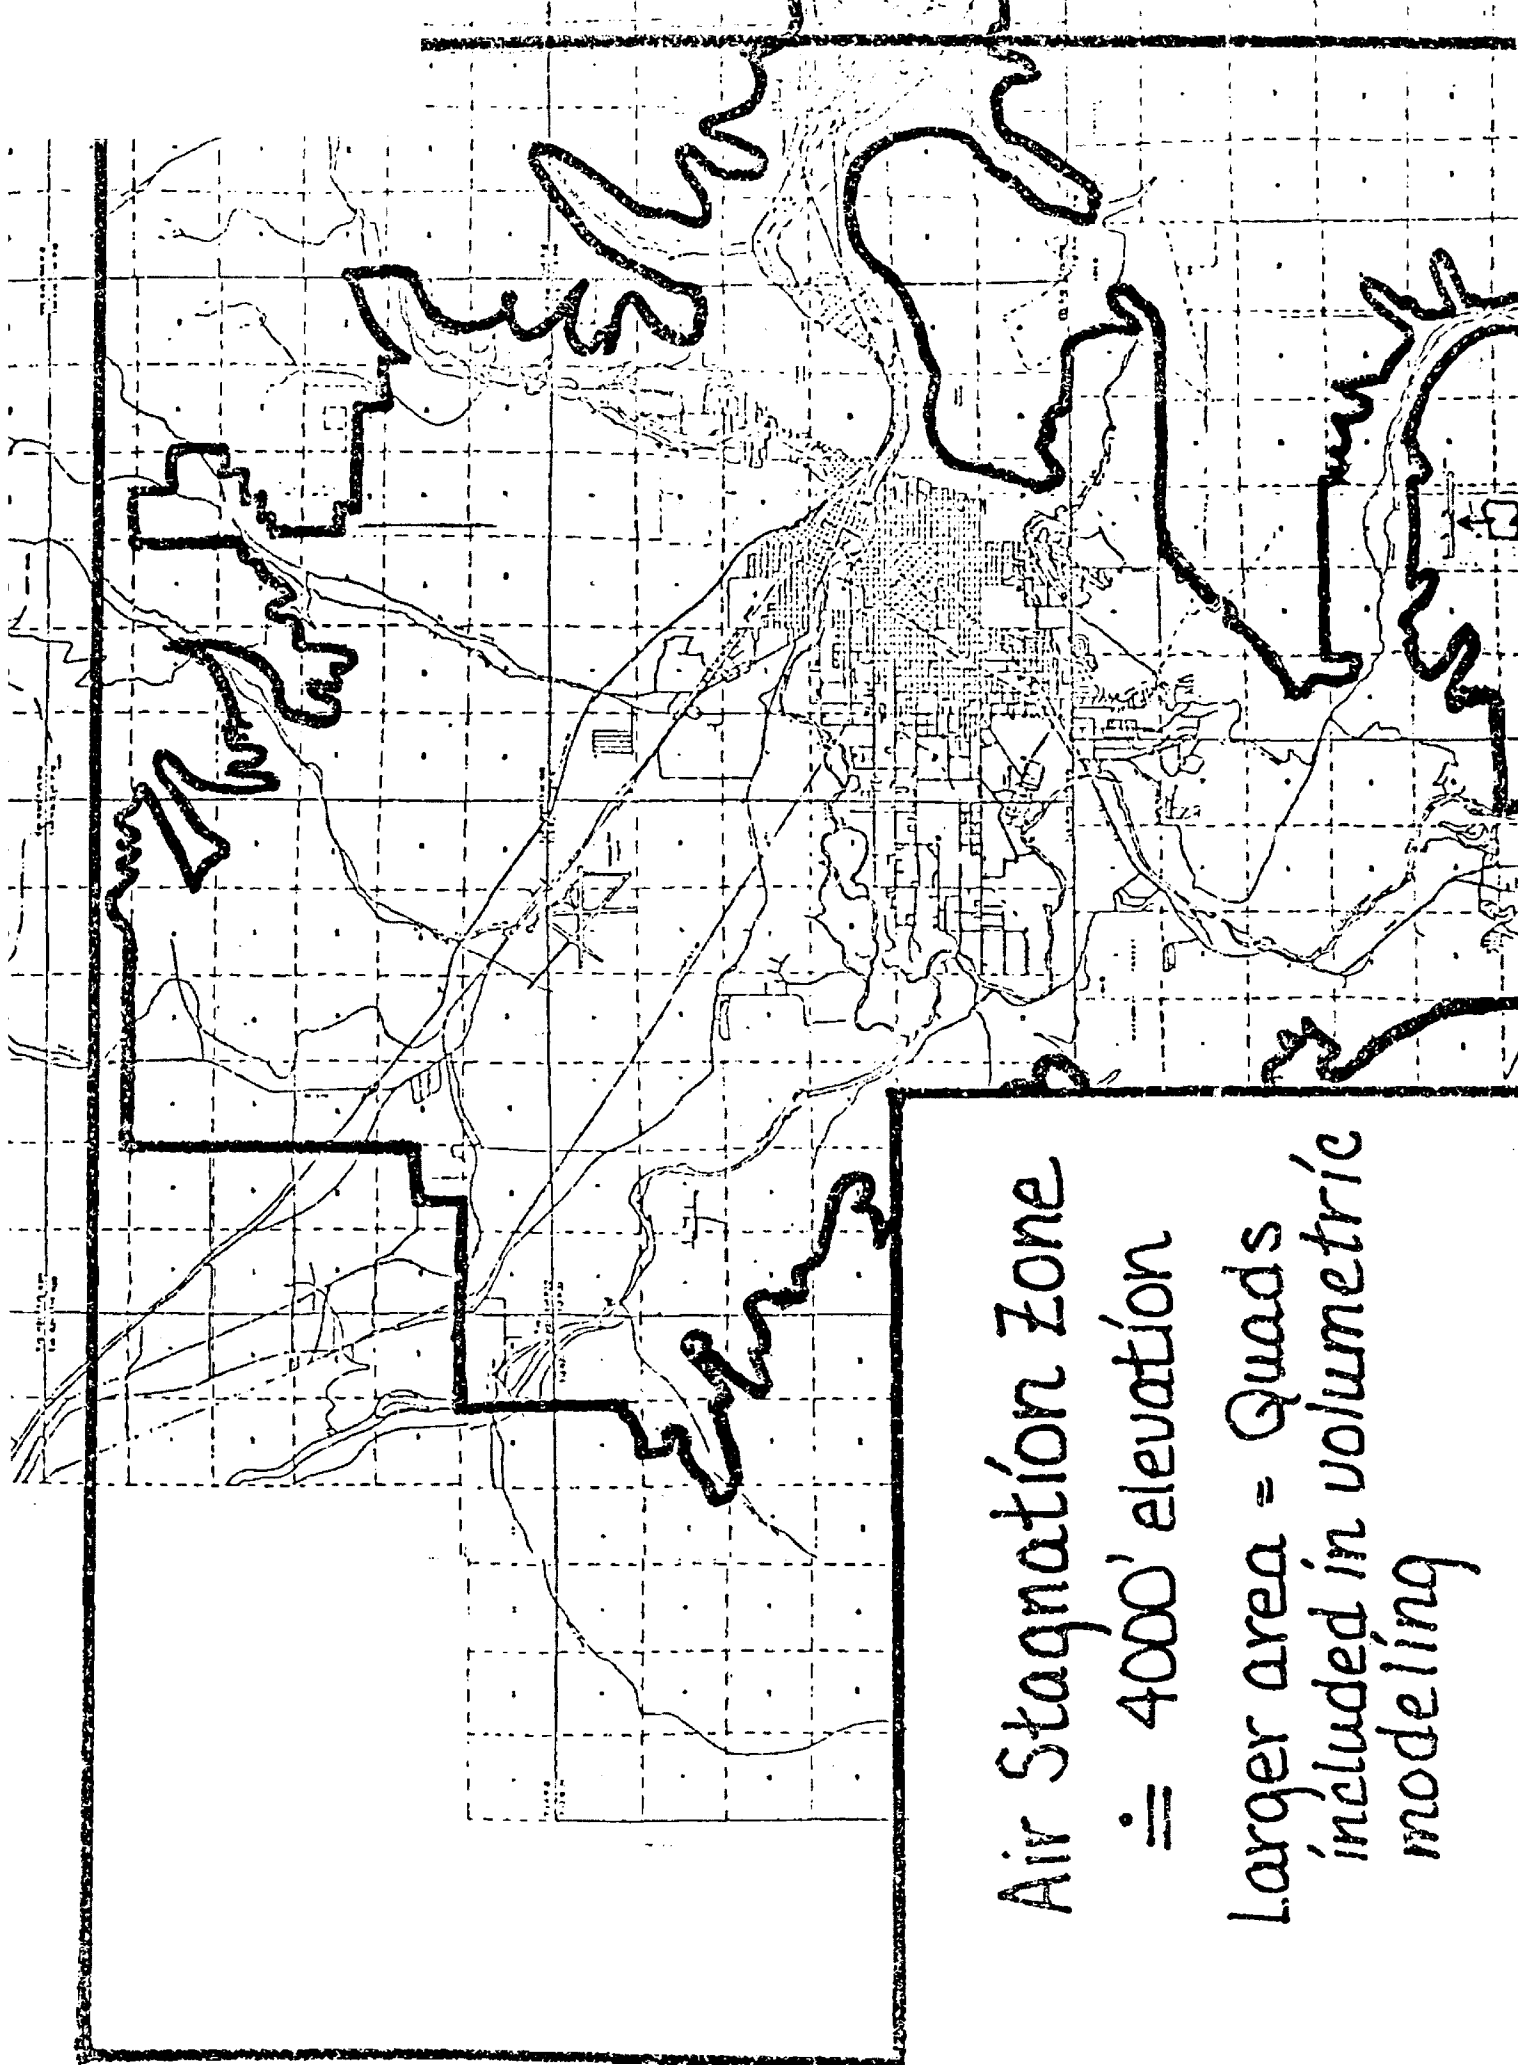 Air Stagnation Zone
≐ 4000' elevation
Larger area = Quads
included in volumetric
modeling
N